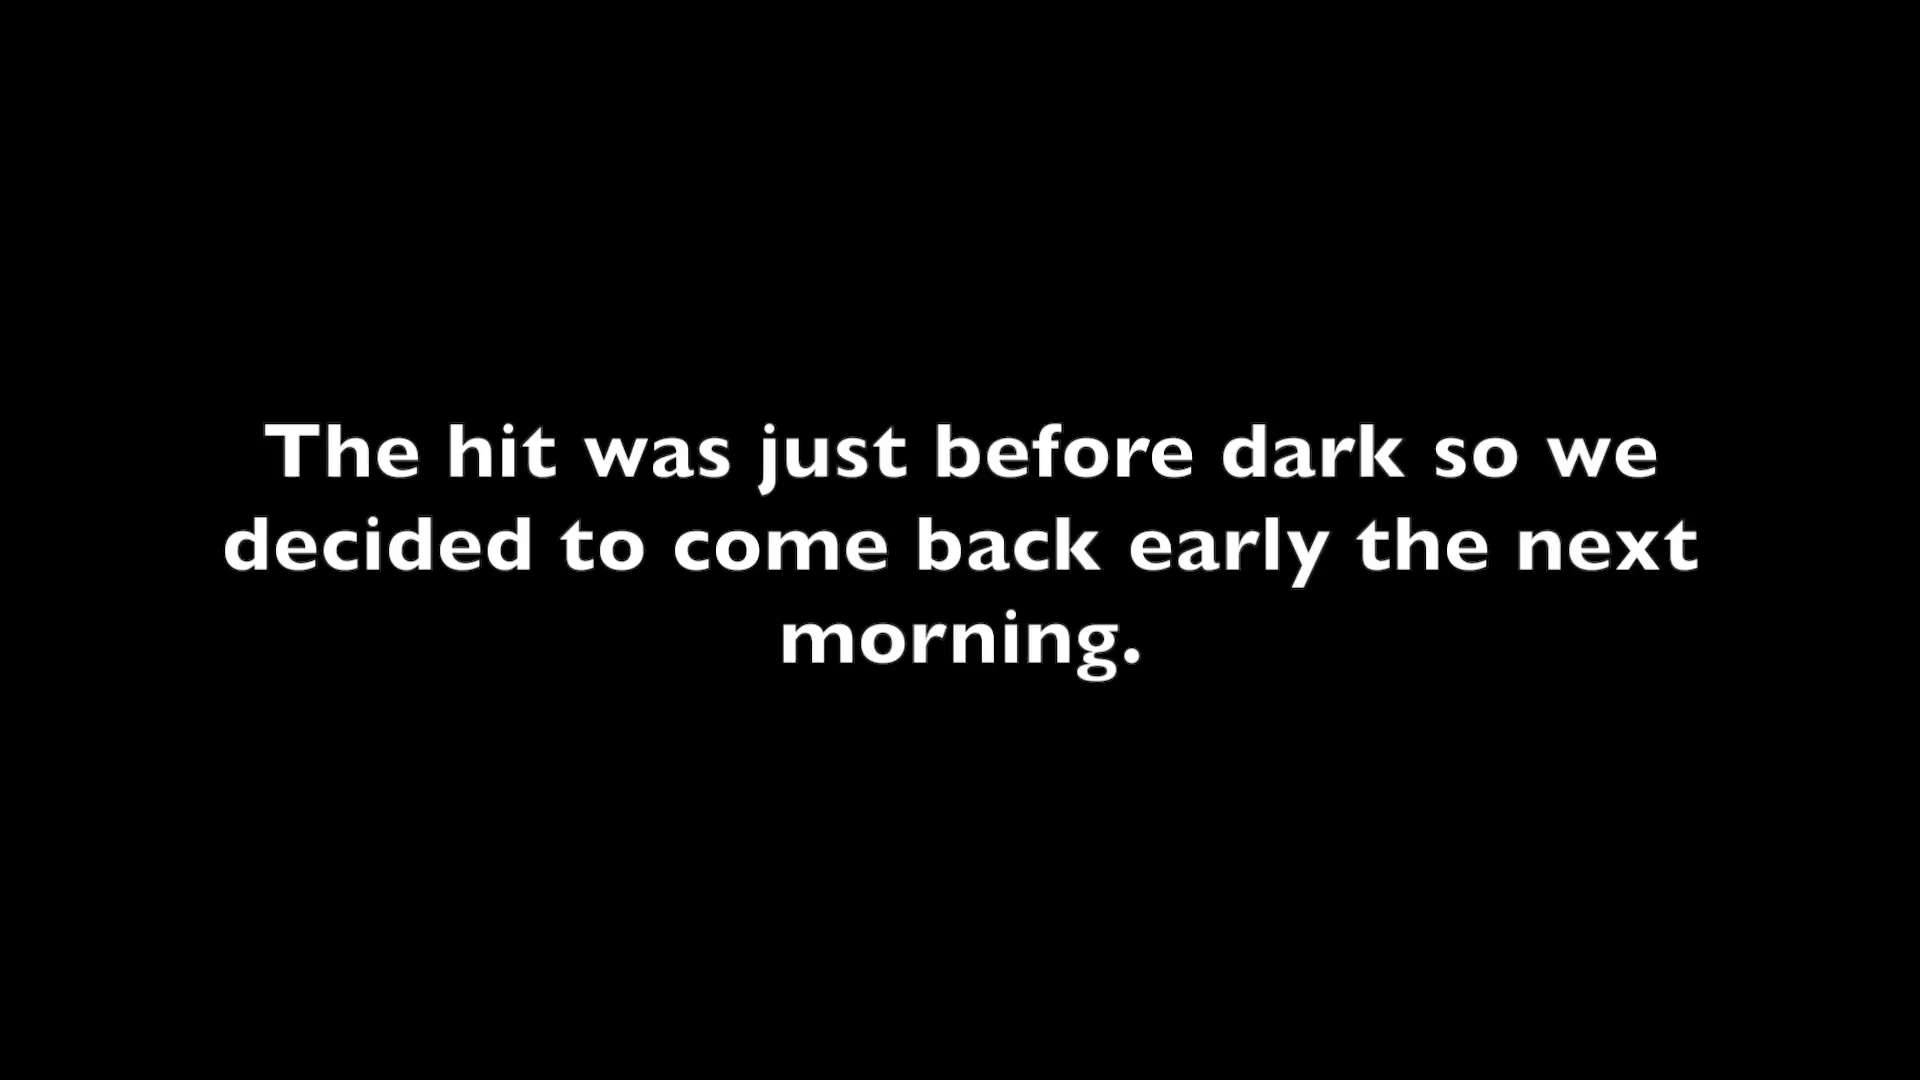 The hit was just before dark so we
decided to come back early the next
morning.